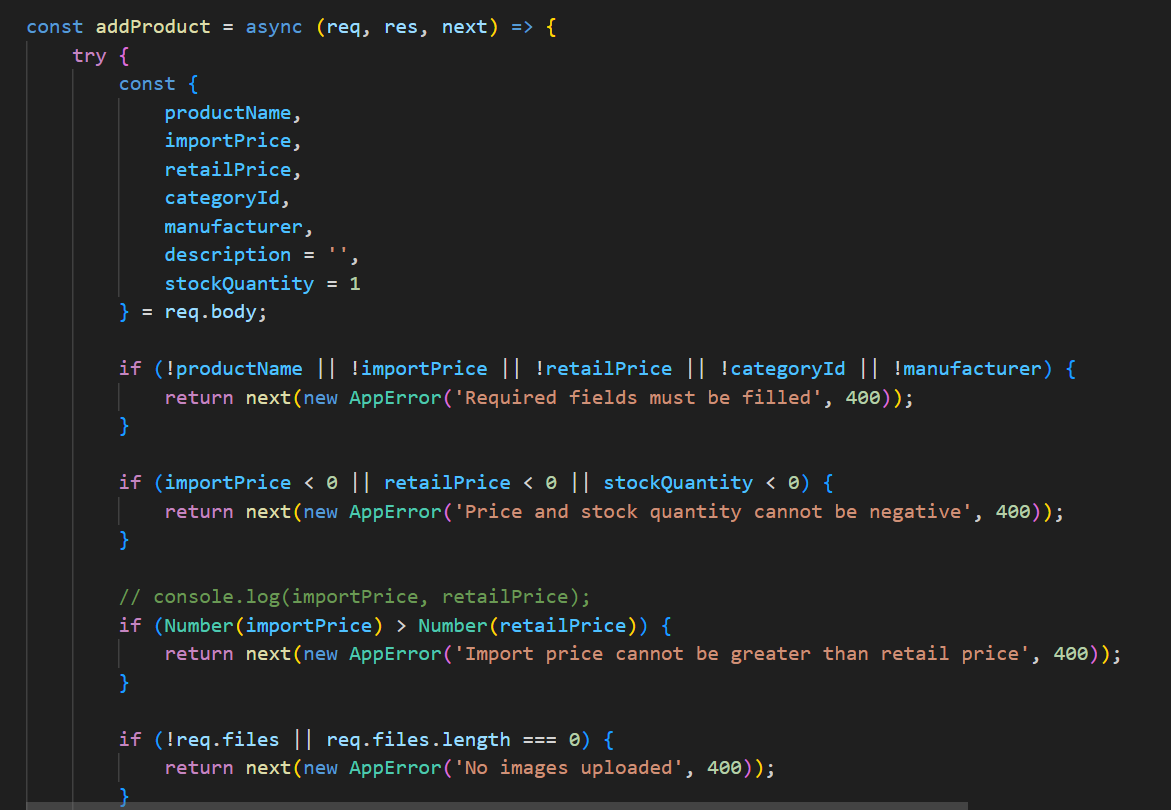 const addProduct = async (req, res, next) => {
    try {
        const {
            productName,
            importPrice,
            retailPrice,
            categoryId,
            manufacturer,
            description = '',
            stockQuantity = 1
        } = req.body;

        if (!productName || !importPrice || !retailPrice || !categoryId || !manufacturer) {
            return next(new AppError('Required fields must be filled', 400));
        }

        if (importPrice < 0 || retailPrice < 0 || stockQuantity < 0) {
            return next(new AppError('Price and stock quantity cannot be negative', 400));
        }

        // console.log(importPrice, retailPrice);
        if (Number(importPrice) > Number(retailPrice)) {
            return next(new AppError('Import price cannot be greater than retail price', 400));
        }

        if (!req.files || req.files.length === 0) {
            return next(new AppError('No images uploaded', 400));
        }